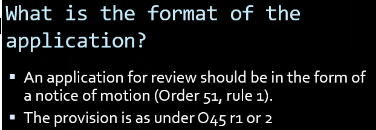 What is the format of the
application?
▪ An application for review should be in the form of
a notice of motion (Order 51, rule 1).
▪ The provision is as under O45 r1 or 2